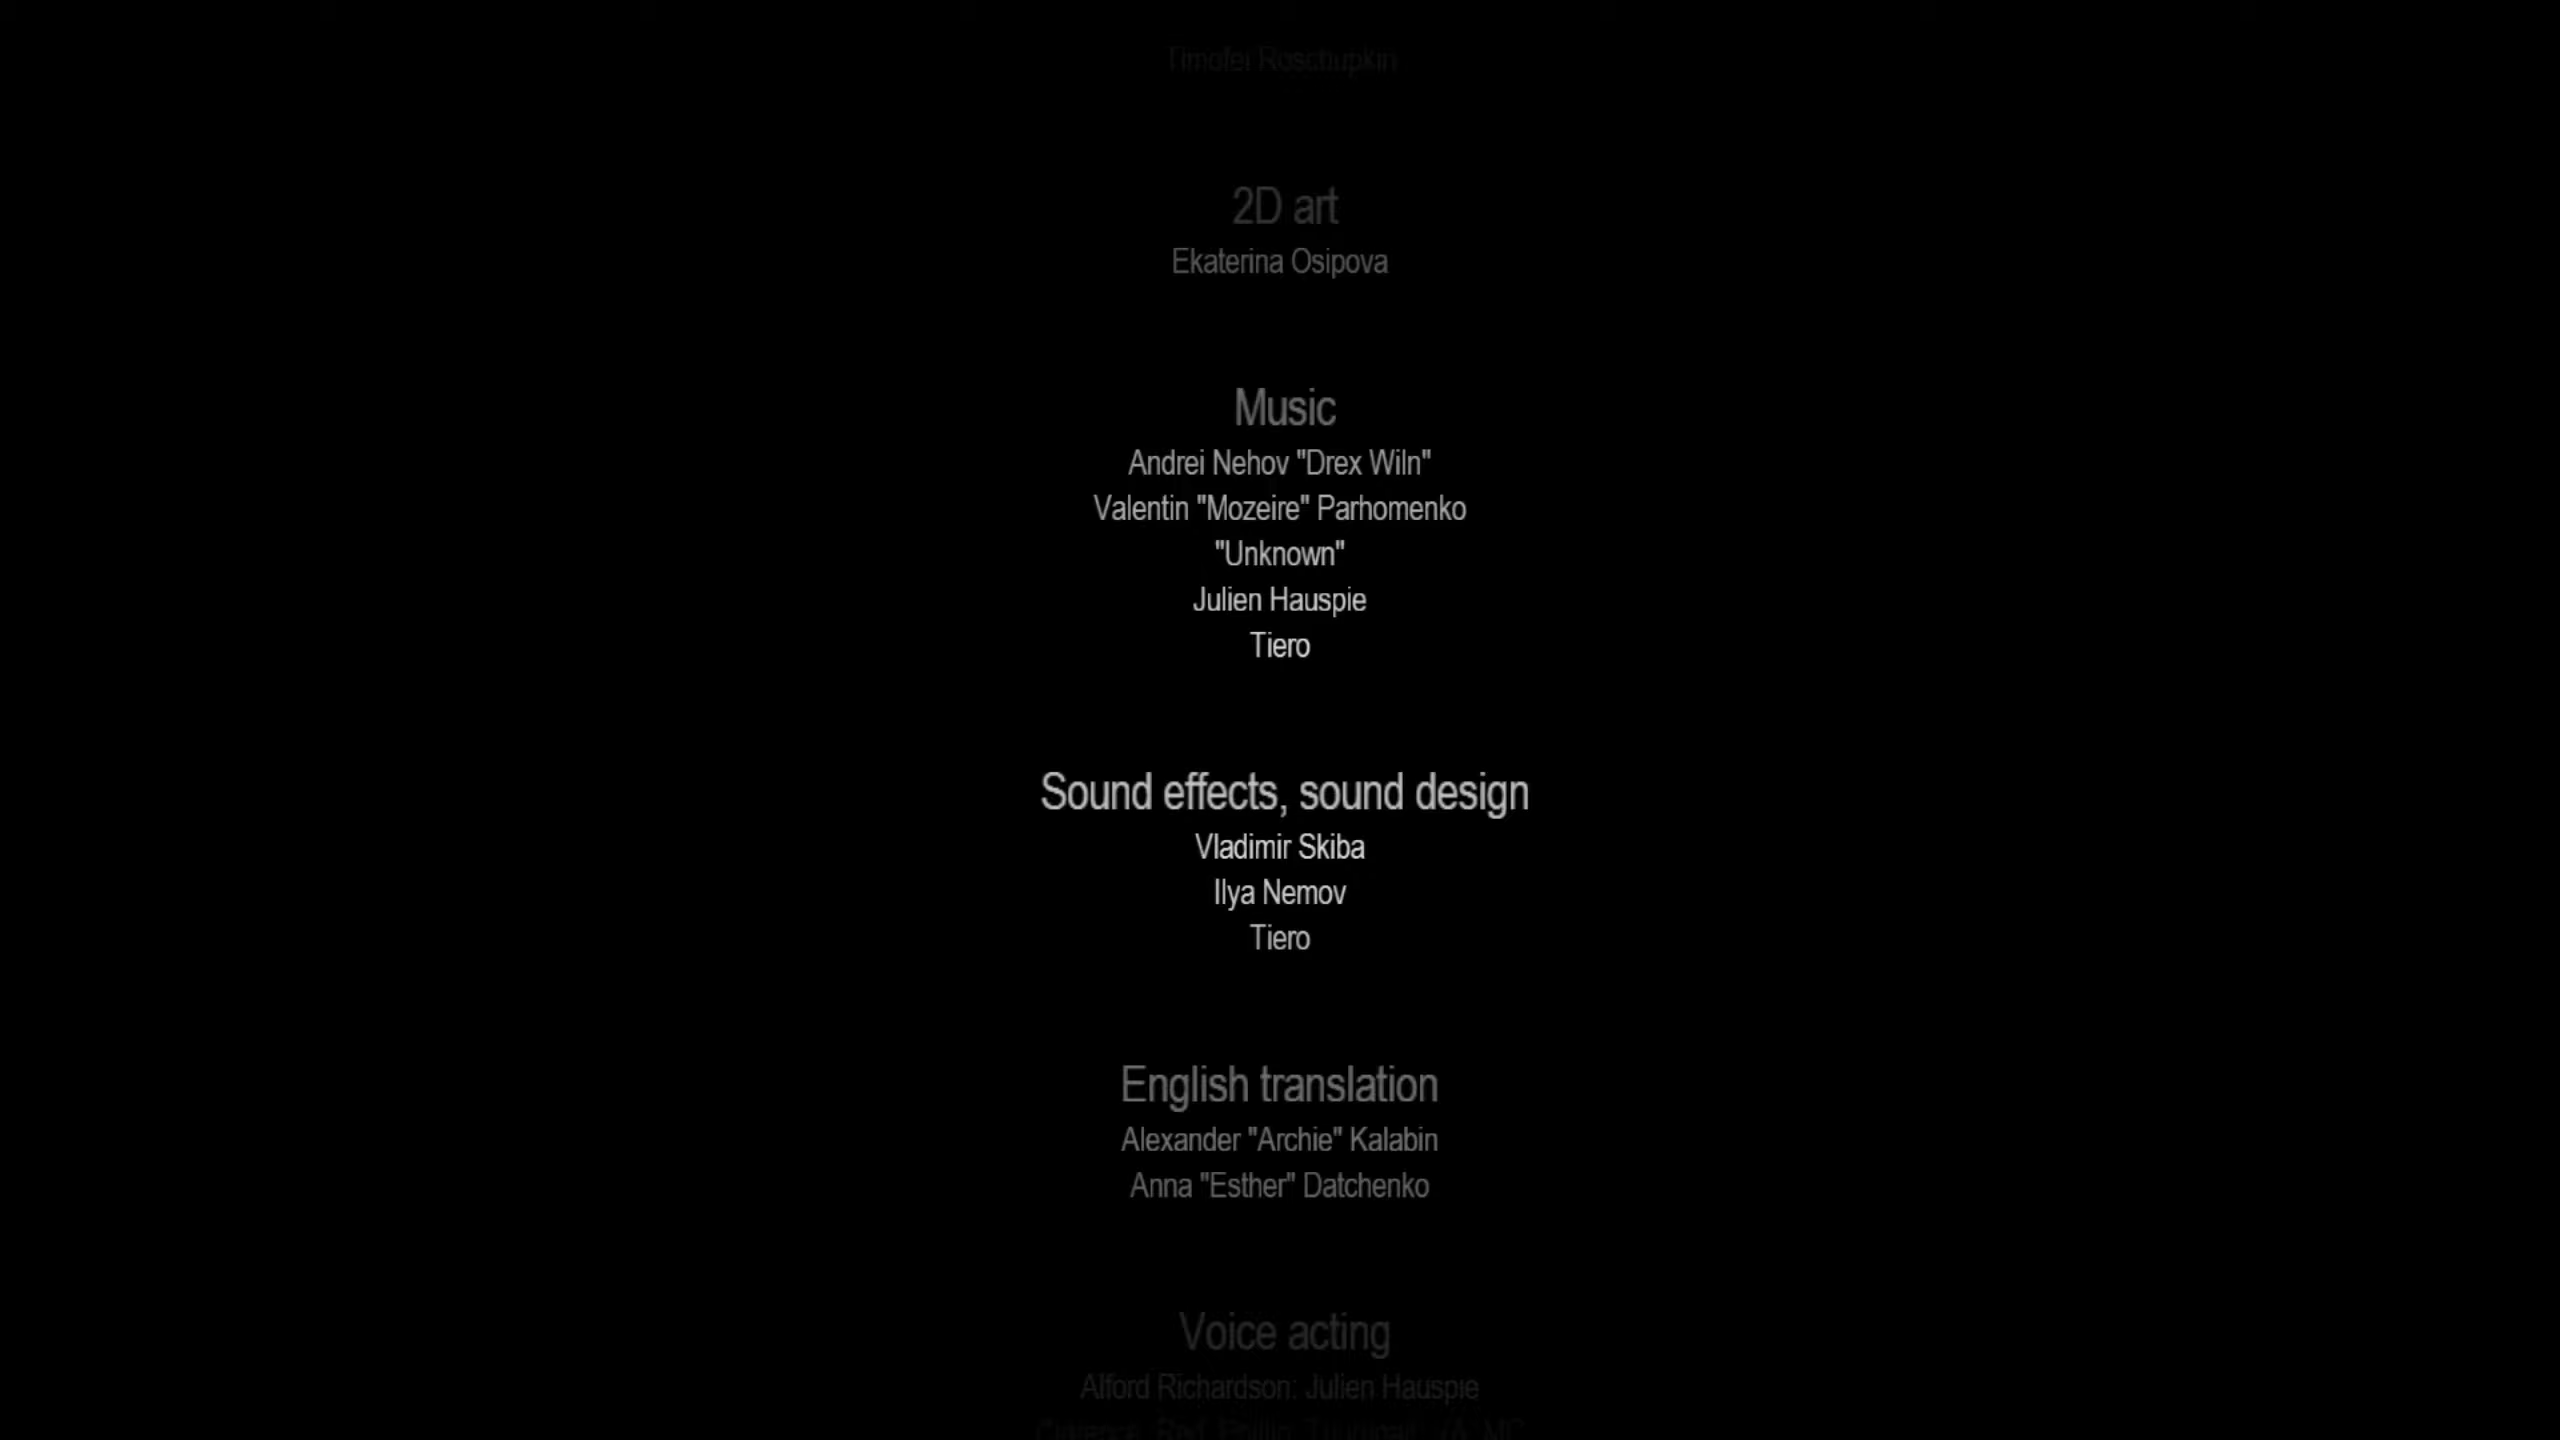 Timofei Roschupkin
2D art
Ekaterina Osipova
Music
Andrei Nehov "Drex Wiln"
Valentin "Mozeire" Parhomenko
"Unknown"
Julien Hauspie
Tiero
Sound effects, sound design
Vladimir Skiba
Ilya Nemov
Tiero
English translation
Alexander "Archie" Kalabin
Anna "Esther" Datchenko
Voice acting
Alford Richardson: Julien Hauspie